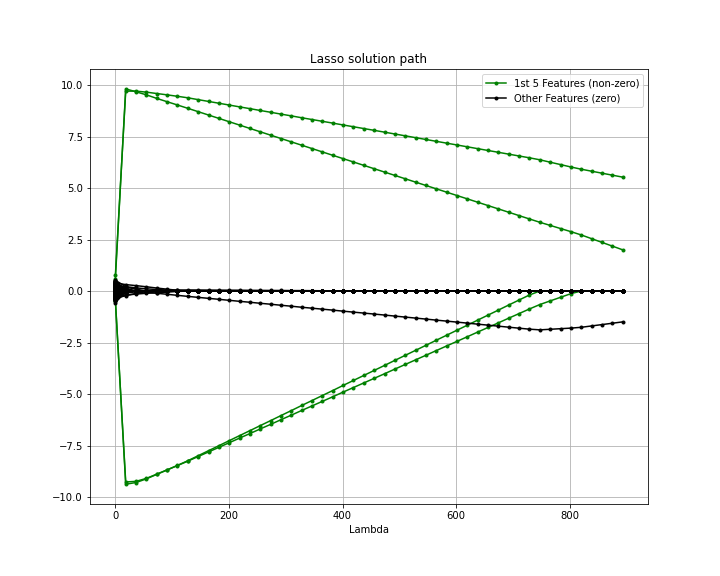 Lasso solution path
1st 5 Features (non-zero)
Other Features (zero)
10.0
7.5
5.0
2.5
0.0
−2.5
−5.0
−7.5
−10.0
0 200 400 600 800
Lambda